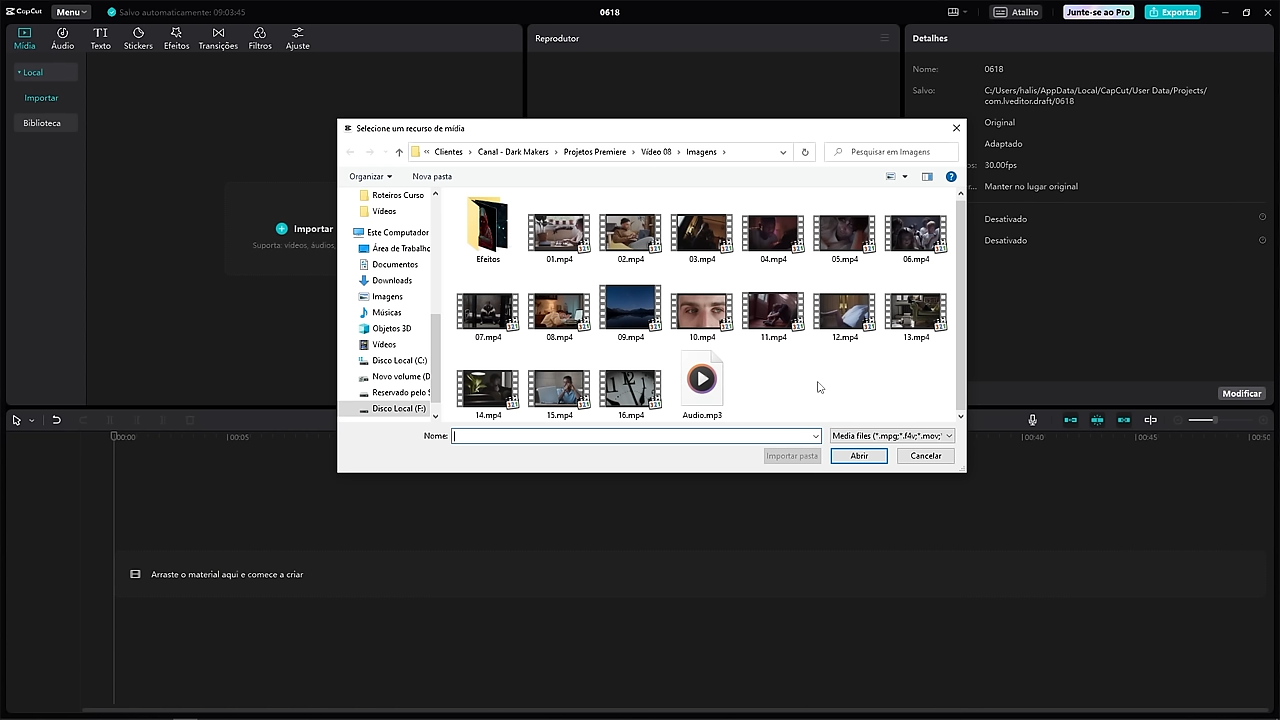 CapCut
Menu
Salvo automaticamente: 09:03:45
0618
Atalho
Junte-se ao Pro
Exportar
Mídia
Áudio
Texto
Stickers
Efeitos
Transições
Filtros
Ajuste
Local
Importar
Biblioteca
Importar
Suporta: vídeos, áudios,
Reprodutor
Detalhes
Nome:
0618
Salvo:
C:/Users/halis/AppData/Local/CapCut/User Data/Projects/
com.lveditor.draft/0618
Original
Adaptado
30.00fps
Manter no lugar original
Desativado
Desativado
Modificar
Selecione um recurso de mídia
« Clientes > Canal - Dark Makers > Projetos Premiere > Vídeo 08 > Imagens >
Pesquisar em Imagens
Organizar
Nova pasta
Roteiros Curso
Vídeos
Este Computador
Área de Trabalho
Documentos
Downloads
Imagens
Músicas
Objetos 3D
Vídeos
Disco Local (C:)
Novo volume (D
Reservado pelo S
Disco Local (F:)
Efeitos
01.mp4
02.mp4
03.mp4
04.mp4
05.mp4
06.mp4
07.mp4
08.mp4
09.mp4
10.mp4
11.mp4
12.mp4
13.mp4
14.mp4
15.mp4
16.mp4
Audio.mp3
Nome:
Media files (*.mpg;*.f4v;*.mov;*
Importar pasta
Abrir
Cancelar
00:00
00:05
00:40
00:45
00:50
Arraste o material aqui e comece a criar